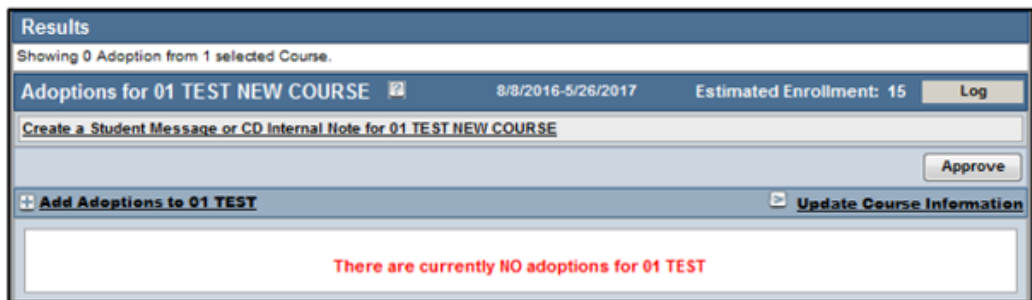 Results
Showing 0 Adoption from 1 selected Course.
Adoptions for 01 TEST NEW COURSE ? 8/8/2016-5/26/2017 Estimated Enrollment: 15 Log
Create a Student Message or CD Internal Note for 01 TEST NEW COURSE
Approve
+ Add Adoptions to 01 TEST > Update Course Information
There are currently NO adoptions for 01 TEST